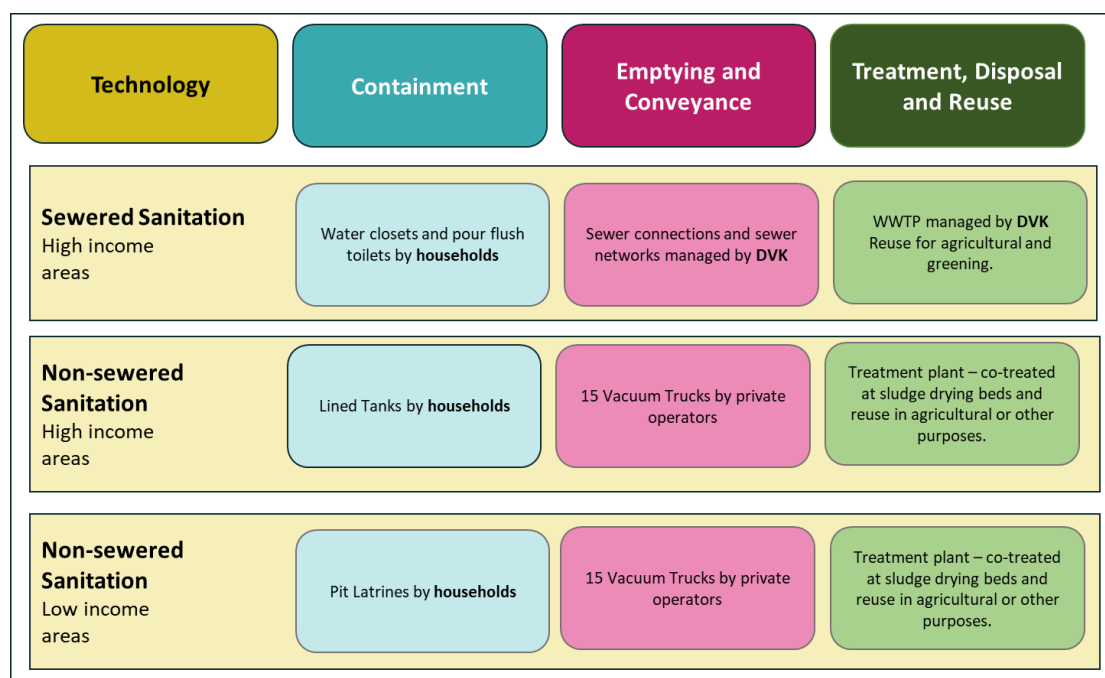 Technology
Containment
Emptying and
Conveyance
Treatment, Disposal
and Reuse
Sewered Sanitation
High income
areas
Water closets and pour flush
toilets by households
Sewer connections and sewer
networks managed by DVK
WWTP managed by DVK
Reuse for agricultural and
greening.
Non-sewered
Sanitation
High income
areas
Lined Tanks by households
15 Vacuum Trucks by private
operators
Treatment plant – co-treated
at sludge drying beds and
reuse in agricultural or other
purposes.
Non-sewered
Sanitation
Low income
areas
Pit Latrines by households
15 Vacuum Trucks by private
operators
Treatment plant – co-treated
at sludge drying beds and
reuse in agricultural or other
purposes.